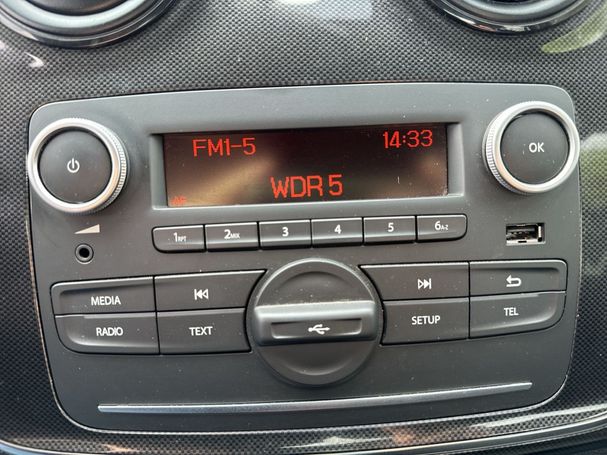 FM1-5 14:33
WDR 5
AF
1RPT 2MIX 3 4 5 6A-Z
OK
MEDIA
RADIO TEXT
SETUP TEL